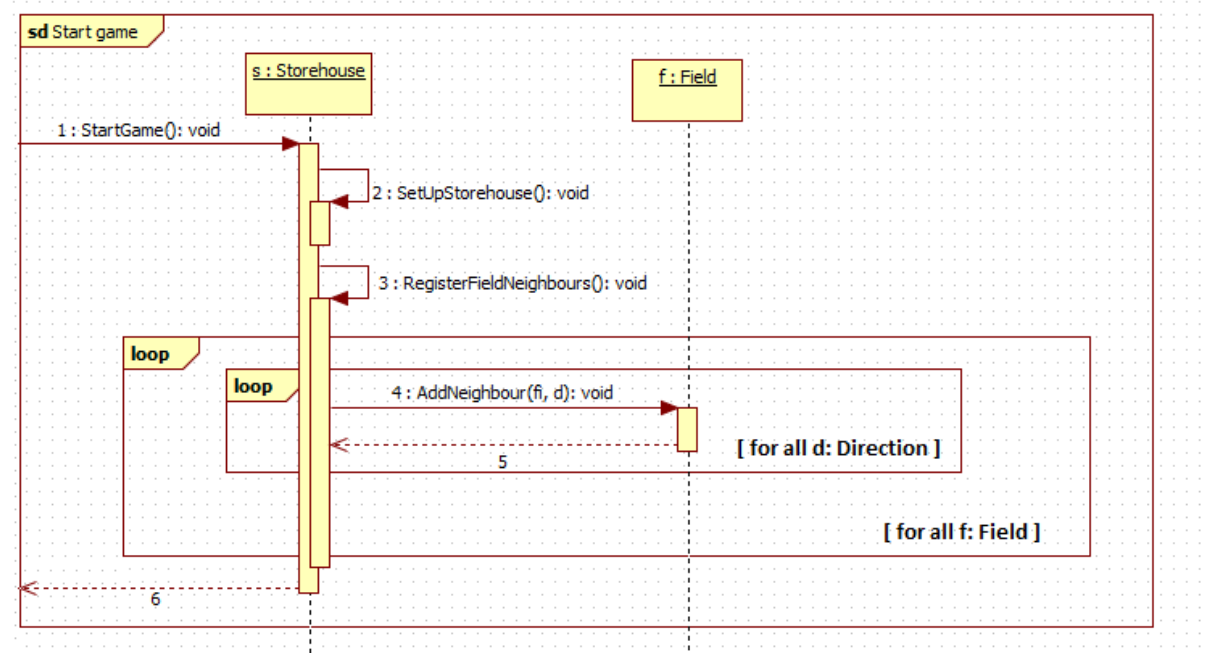 sd Start game
s : Storehouse
f : Field
1 : StartGame(): void
2 : SetUpStorehouse(): void
3 : RegisterFieldNeighbours(): void
loop
loop
4 : AddNeighbour(fi, d): void
[ for all d: Direction ]
5
[ for all f: Field ]
6